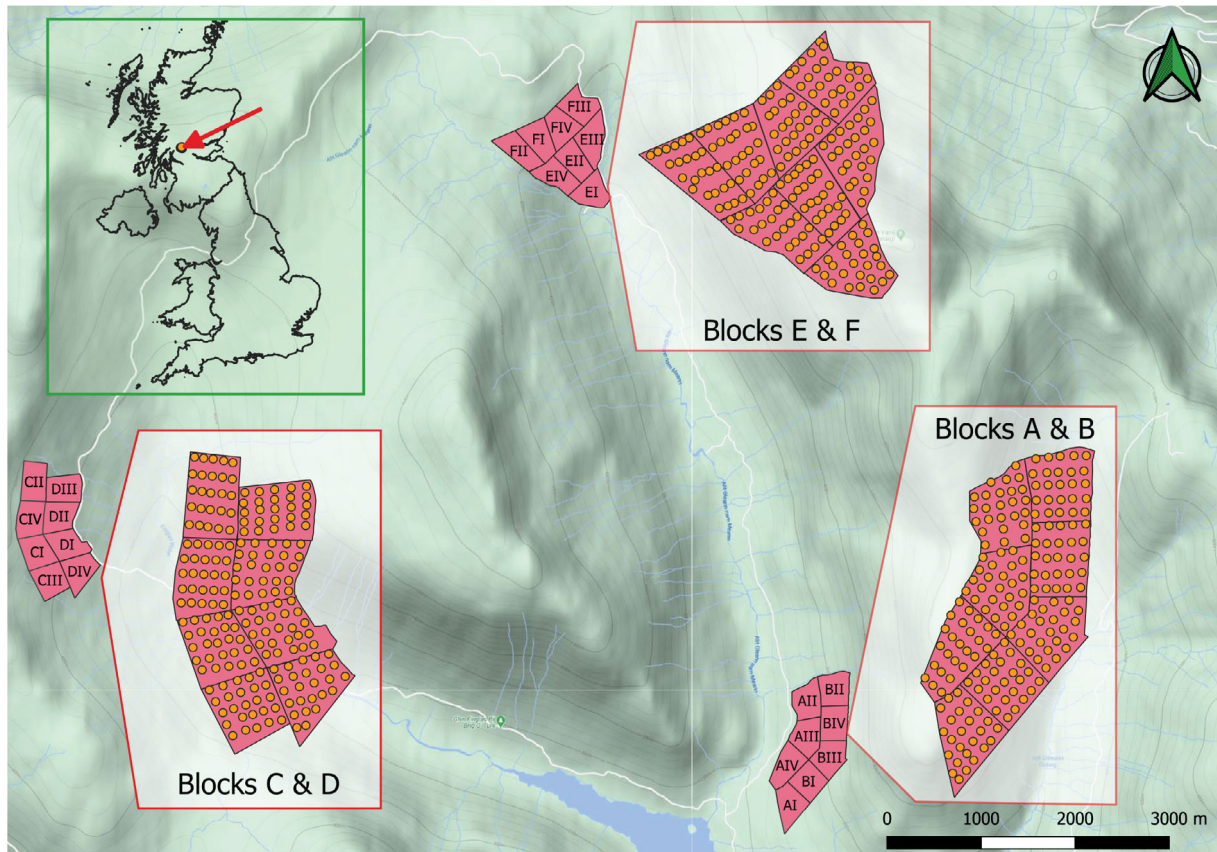 FIII
FIV
FI
EIII
FII
EII
EIV
EI
Blocks E & F
Blocks A & B
CII
DIII
CIV
DII
CI
DI
CIII
DIV
Blocks C & D
AII
BII
AIII
BIV
AIV
BIII
BI
AI
0
1000
2000
3000 m